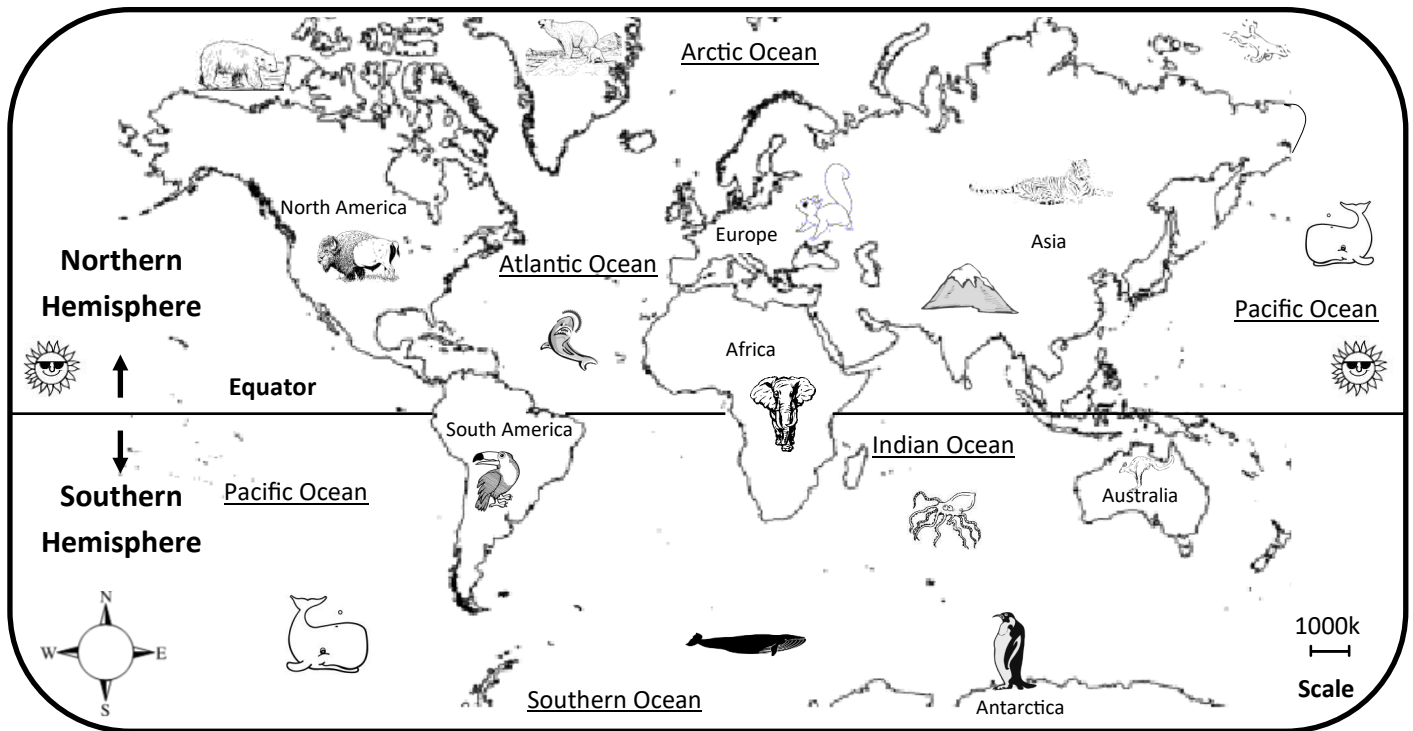 Arctic Ocean
North America
Europe
Asia
Northern
Hemisphere
Atlantic Ocean
Pacific Ocean
Africa
Equator
South America
Indian Ocean
Pacific Ocean
Australia
Southern
Hemisphere
N
W
E
S
1000k
Scale
Southern Ocean
Antarctica